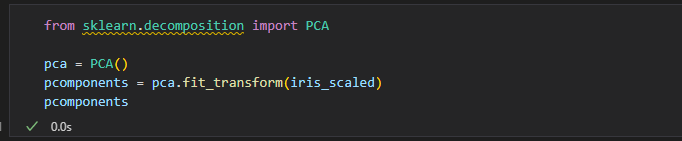 from sklearn.decomposition import PCA
pca = PCA()
pcomponents = pca.fit_transform(iris_scaled)
pcomponents
0.0s